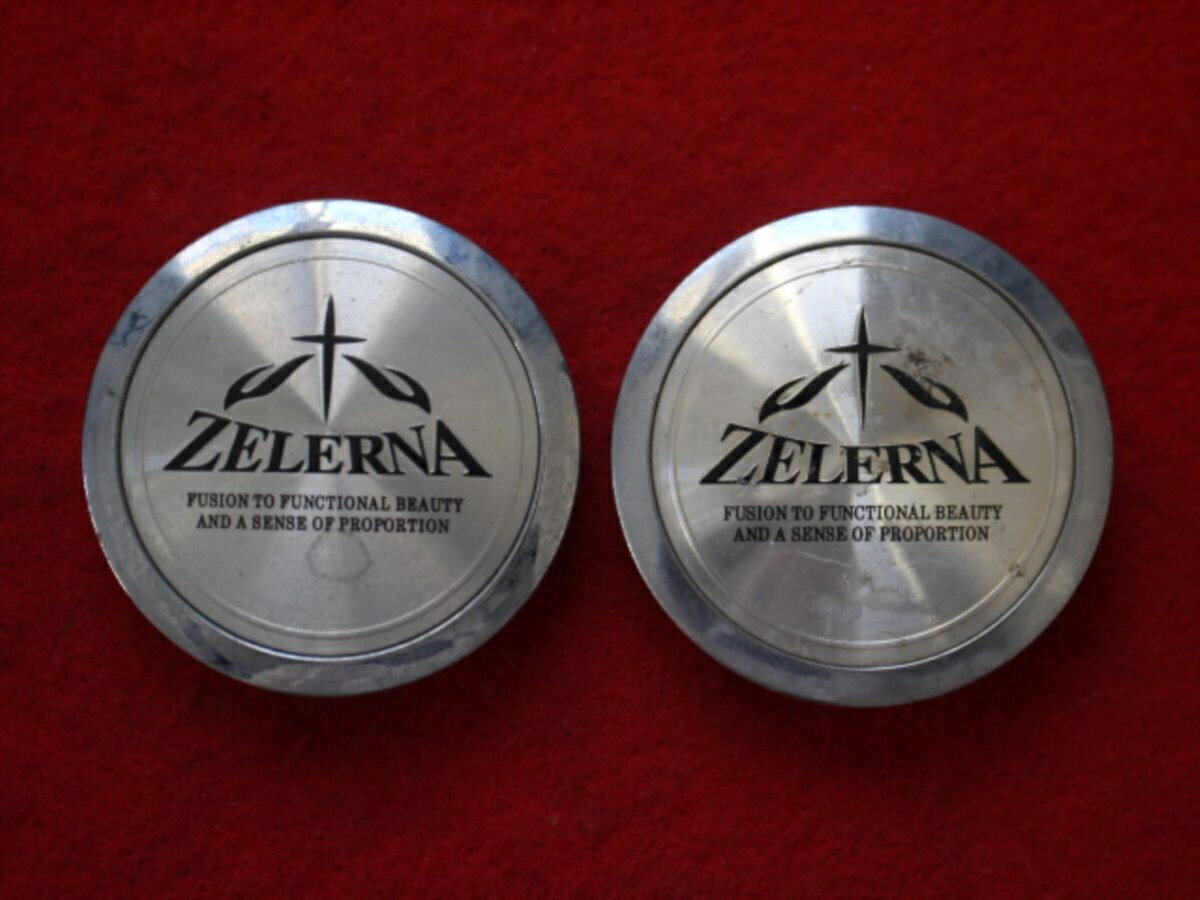 ZELERNA
FUSION TO FUNCTIONAL BEAUTY
AND A SENSE OF PROPORTION
ZELERNA
FUSION TO FUNCTIONAL BEAUTY
AND A SENSE OF PROPORTION